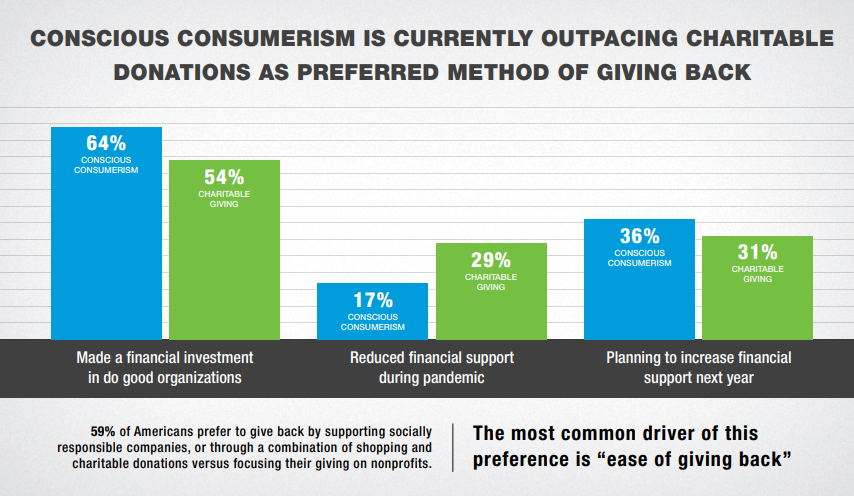 CONSCIOUS CONSUMERISM IS CURRENTLY OUTPACING CHARITABLE
DONATIONS AS PREFERRED METHOD OF GIVING BACK
64%
CONSCIOUS
CONSUMERISM
54%
CHARITABLE
GIVING
17%
CONSCIOUS
CONSUMERISM
29%
CHARITABLE
GIVING
36%
CONSCIOUS
CONSUMERISM
31%
CHARITABLE
GIVING
Made a financial investment
in do good organizations
Reduced financial support
during pandemic
Planning to increase financial
support next year
59% of Americans prefer to give back by supporting socially
responsible companies, or through a combination of shopping and
charitable donations versus focusing their giving on nonprofits.
The most common driver of this
preference is “ease of giving back”